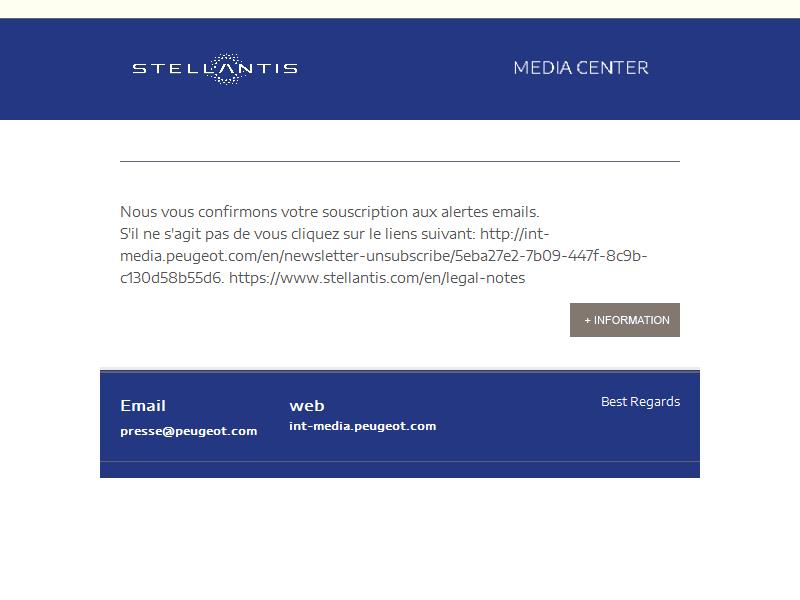 STELLANTIS
MEDIA CENTER
Nous vous confirmons votre souscription aux alertes emails.
S'il ne s'agit pas de vous cliquez sur le liens suivant: http://int-
media.peugeot.com/en/newsletter-unsubscribe/5eba27e2-7b09-447f-8c9b-
c130d58b55d6. https://www.stellantis.com/en/legal-notes
+ INFORMATION
Email
presse@peugeot.com
web
int-media.peugeot.com
Best Regards